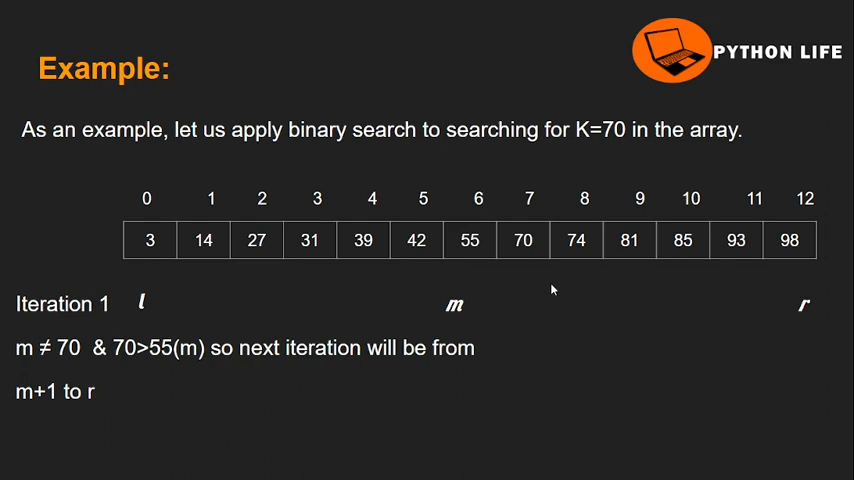 PYTHON LIFE
Example:
As an example, let us apply binary search to searching for K=70 in the array.
0 1 2 3 4 5 6 7 8 9 10 11 12
3 14 27 31 39 42 55 70 74 81 85 93 98
Iteration 1 l m r
m ≠ 70 & 70>55(m) so next iteration will be from
m+1 to r